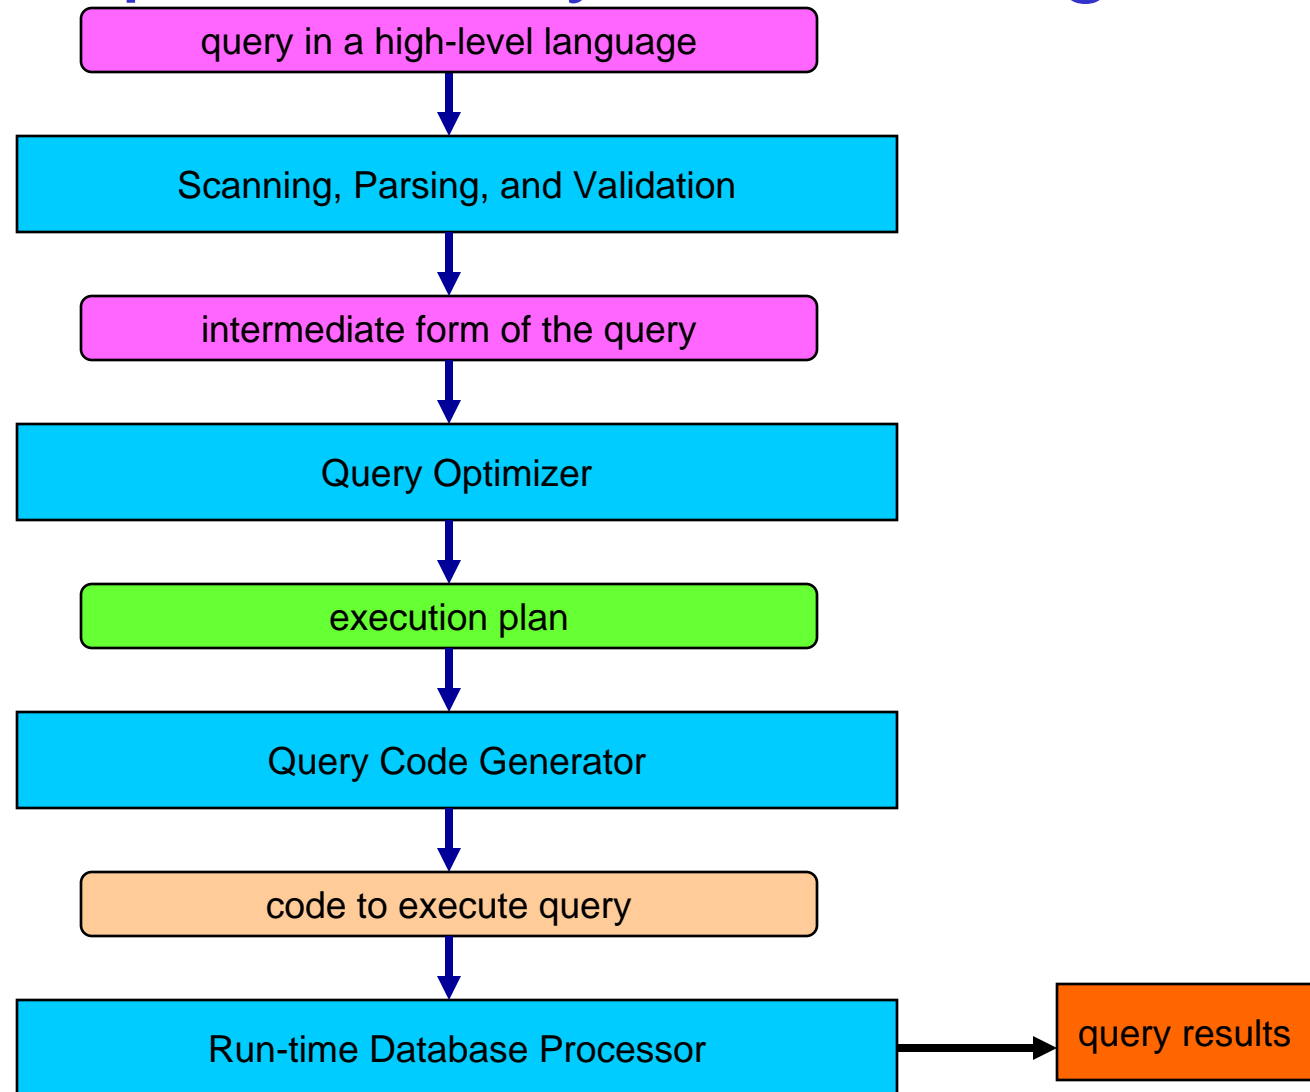 query in a high-level language
Scanning, Parsing, and Validation
intermediate form of the query
Query Optimizer
execution plan
Query Code Generator
code to execute query
Run-time Database Processor
query results